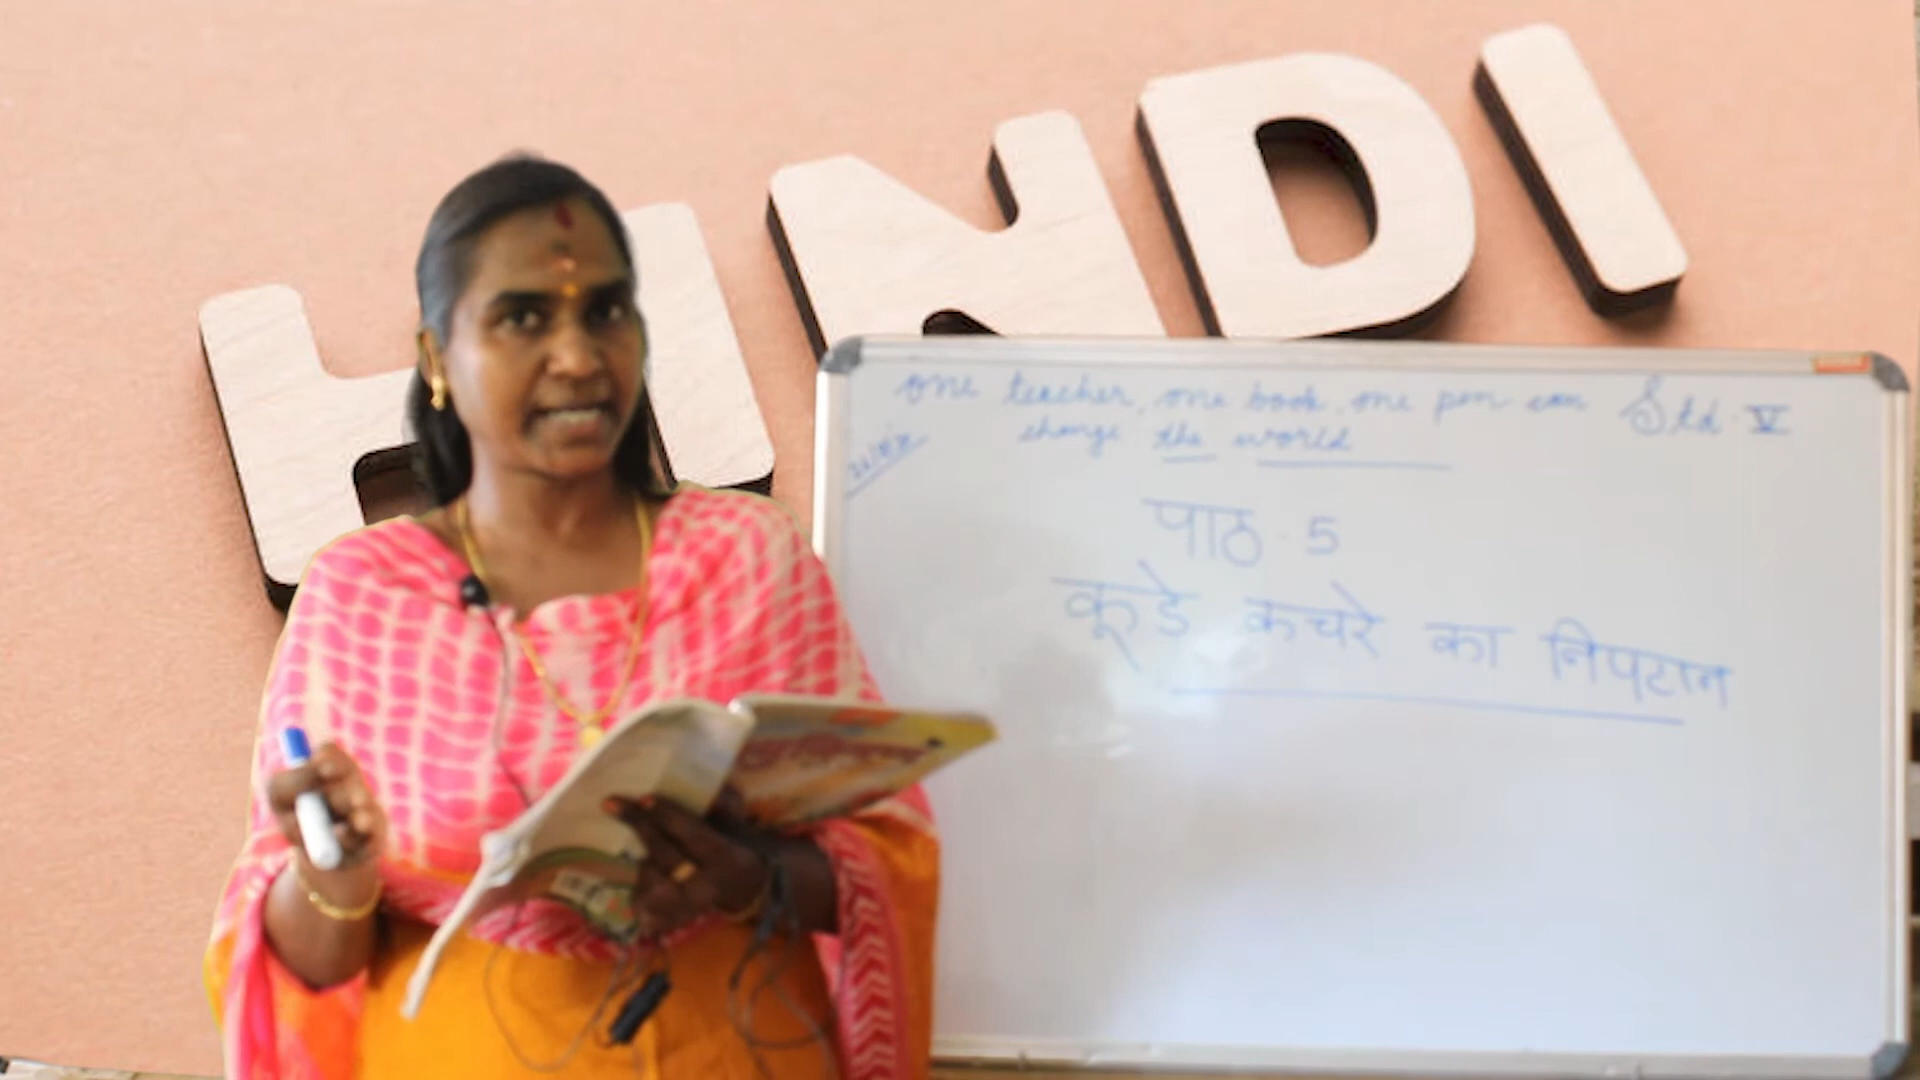 HINDI
one teacher, one book, one pen can Std. V
change the world
पाठ - 5
कूडे कचरे का निपटान